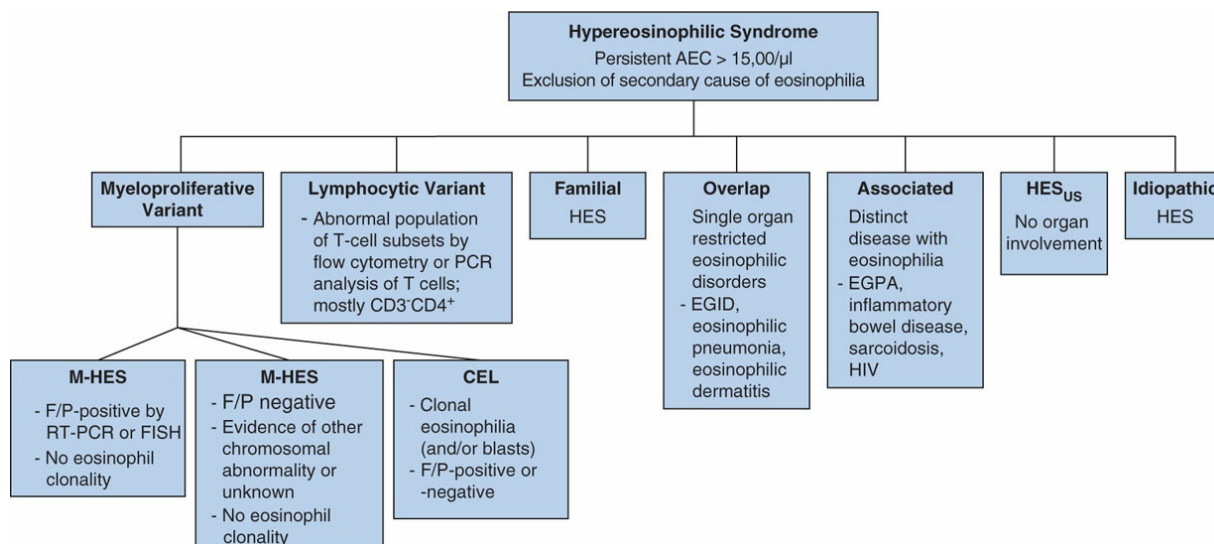 Hypereosinophilic Syndrome
Persistent AEC > 15,00/µl
Exclusion of secondary cause of eosinophilia
Myeloproliferative
Variant
Lymphocytic Variant
- Abnormal population
of T-cell subsets by
flow cytometry or PCR
analysis of T cells;
mostly CD3⁻CD4⁺
Familial
HES
Overlap
Single organ
restricted
eosinophilic
disorders
- EGID,
eosinophilic
pneumonia,
eosinophilic
dermatitis
Associated
Distinct
disease with
eosinophilia
- EGPA,
inflammatory
bowel disease,
sarcoidosis,
HIV
HES_US
No organ
involvement
Idiopathic
HES
M-HES
- F/P-positive by
RT-PCR or FISH
- No eosinophil
clonality
M-HES
- F/P negative
- Evidence of other
chromosomal
abnormality or
unknown
- No eosinophil
clonality
CEL
- Clonal
eosinophilia
(and/or blasts)
- F/P-positive or
-negative